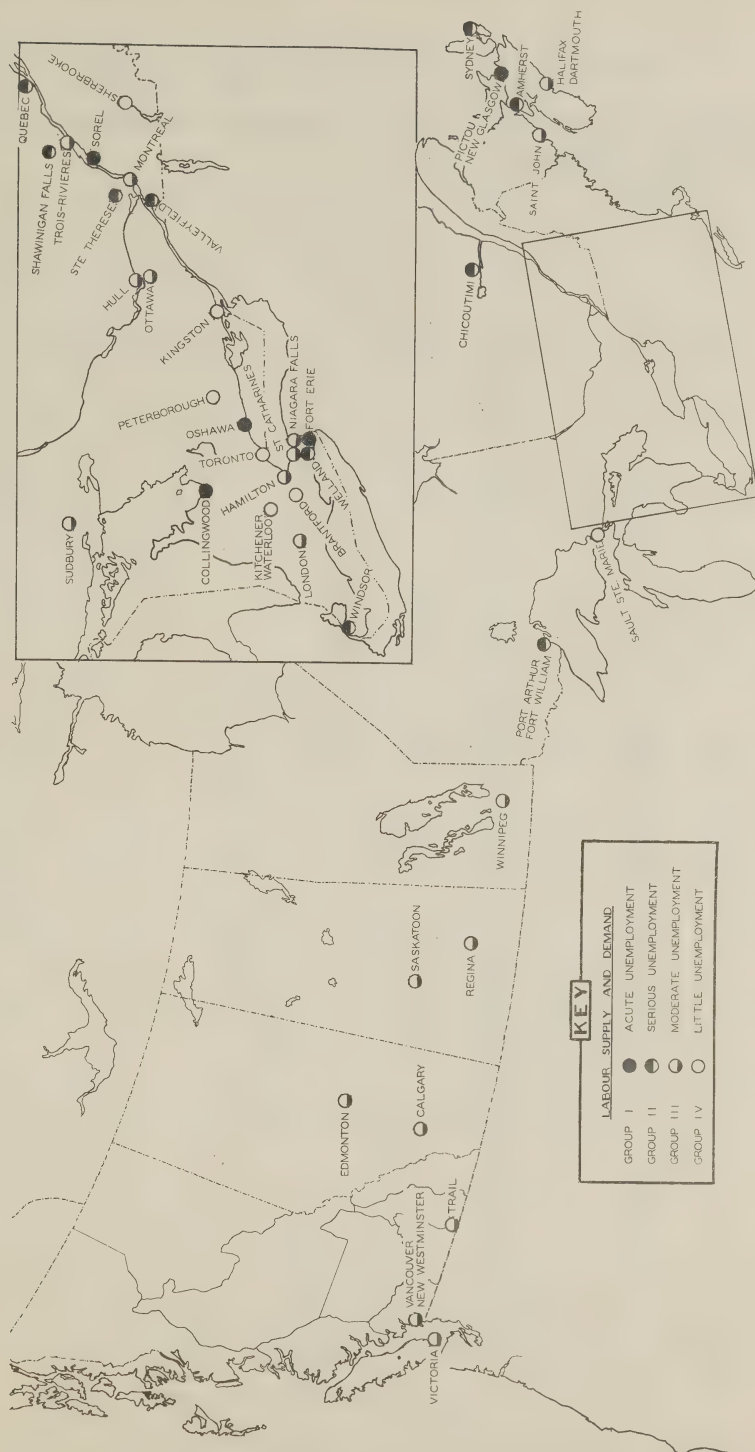 KEY
LABOUR SUPPLY AND DEMAND
GROUP I ACUTE UNEMPLOYMENT
GROUP II SERIOUS UNEMPLOYMENT
GROUP III MODERATE UNEMPLOYMENT
GROUP IV LITTLE UNEMPLOYMENT
VICTORIA
VANCOUVER
NEW WESTMINSTER
TRAIL
EDMONTON
CALGARY
SASKATOON
REGINA
WINNIPEG
PORT ARTHUR
FORT WILLIAM
SAULT STE. MARIE
CHICOUTIMI
SAINT JOHN
PICTOU
NEW GLASGOW
AMHERST
SYDNEY
HALIFAX
DARTMOUTH
SUDBURY
COLLINGWOOD
WINDSOR
LONDON
KITCHENER
WATERLOO
BRANTFORD
HAMILTON
TORONTO
OSHAWA
PETERBOROUGH
ST CATHARINES
NIAGARA FALLS
FORT ERIE
WELLAND
KINGSTON
HULL
OTTAWA
STE THERESE
VALLEYFIELD
MONTREAL
SOREL
TROIS-RIVIERES
SHAWINIGAN FALLS
QUEBEC
SHERBROOKE